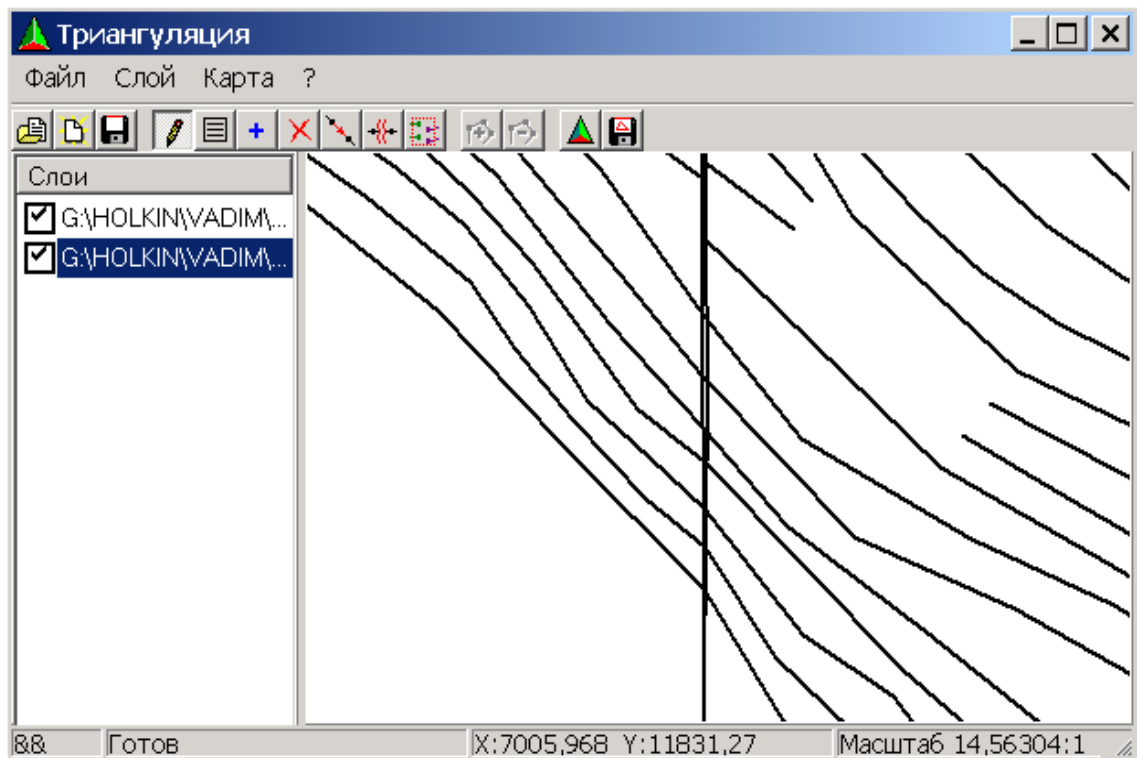 Триангуляция
Файл Слой Карта ?
Слои
G:\HOLKIN\VADIM\...
G:\HOLKIN\VADIM\...
&& Готов X:7005,968 Y:11831,27 Масштаб 14,56304:1